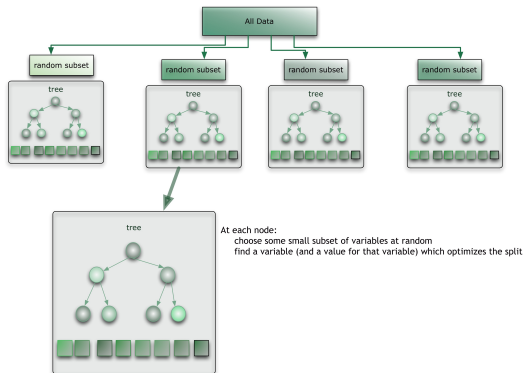 All Data
random subset
random subset
random subset
random subset
tree
tree
tree
tree
tree
At each node:
choose some small subset of variables at random
find a variable (and a value for that variable) which optimizes the split